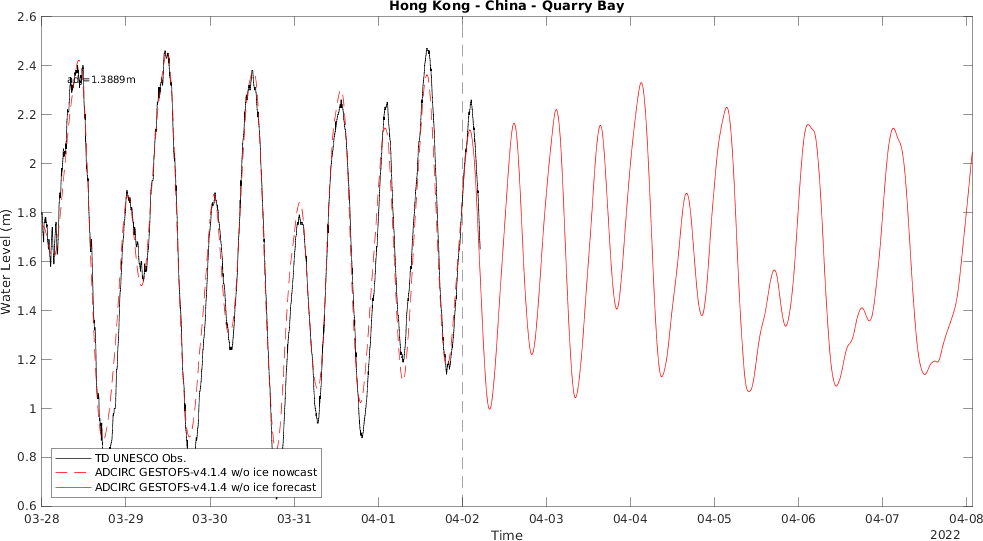 Hong Kong - China - Quarry Bay
2.6
2.4
2.2
2
1.8
1.6
1.4
1.2
1
0.8
0.6
Water Level (m)
=1.3889m
TD UNESCO Obs.
ADCIRC GESTOFS-v4.1.4 w/o ice nowcast
ADCIRC GESTOFS-v4.1.4 w/o ice forecast
03-28 03-29 03-30 03-31 04-01 04-02 04-03 04-04 04-05 04-06 04-07 04-08
Time
2022